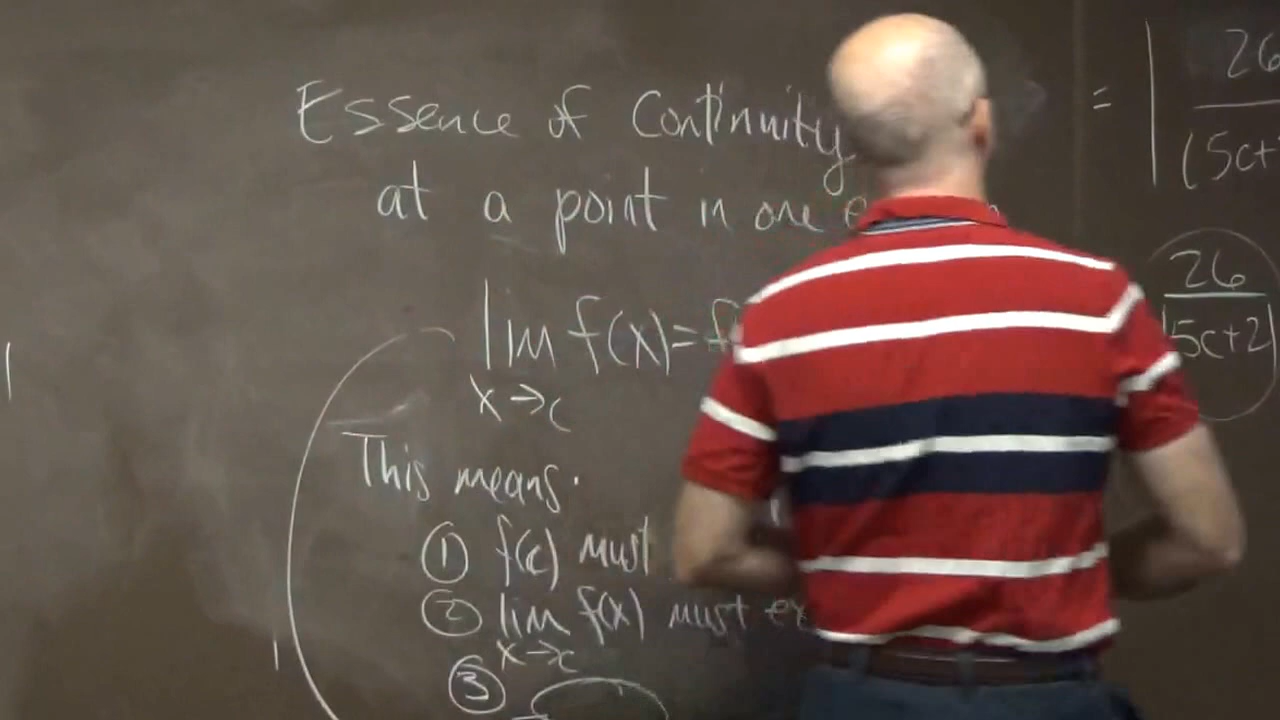 Essence of Continuity
at a point in one
lim f(x) = f
x→c
This means.
① f(c) must
② lim f(x) must ex
x→c
③
= | 26
(5c+
26
|5c+2|